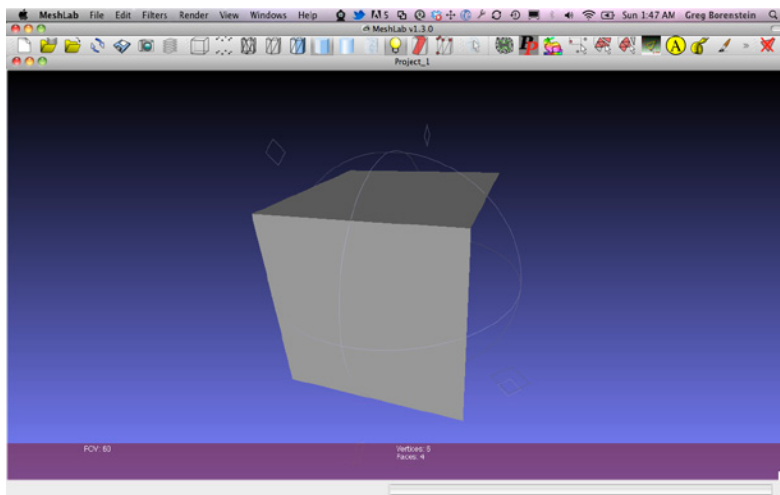 MeshLab File Edit Filters Render View Windows Help 5 Sun 1:47 AM Greg Borenstein
MeshLab v1.3.0
A
Project_1
FOV: 60
Vertices: 5
Faces: 4